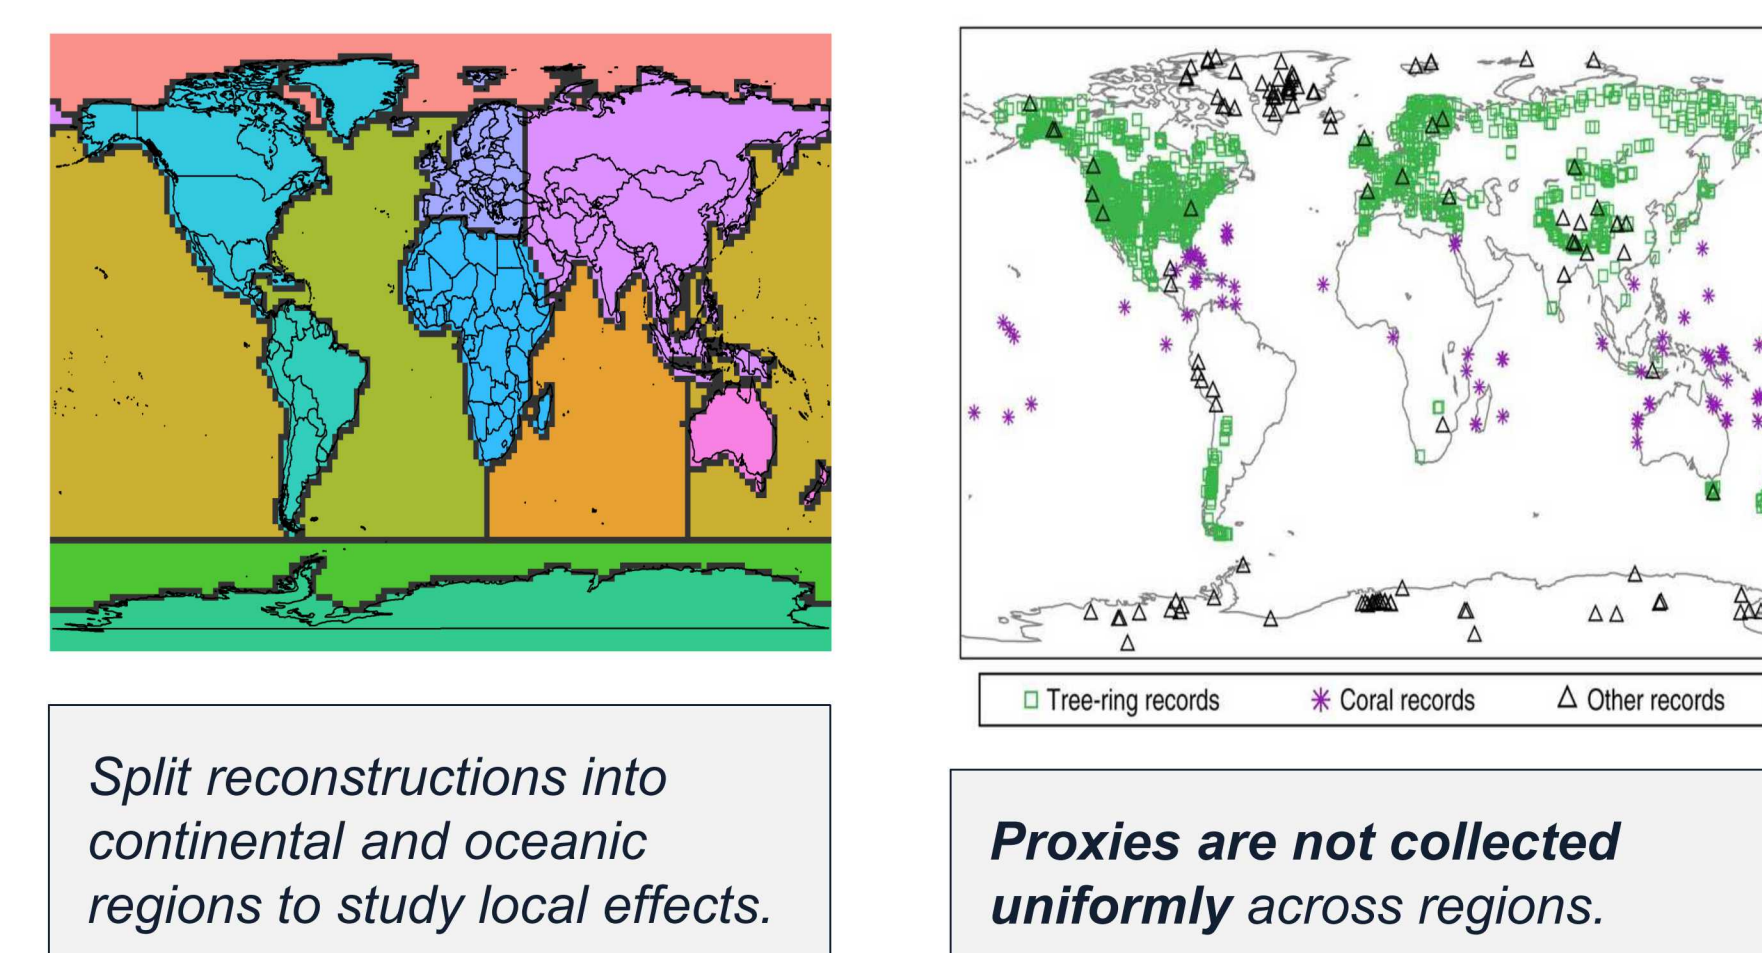 Split reconstructions into
continental and oceanic
regions to study local effects.
Tree-ring records
Coral records
Other records
Proxies are not collected
uniformly across regions.